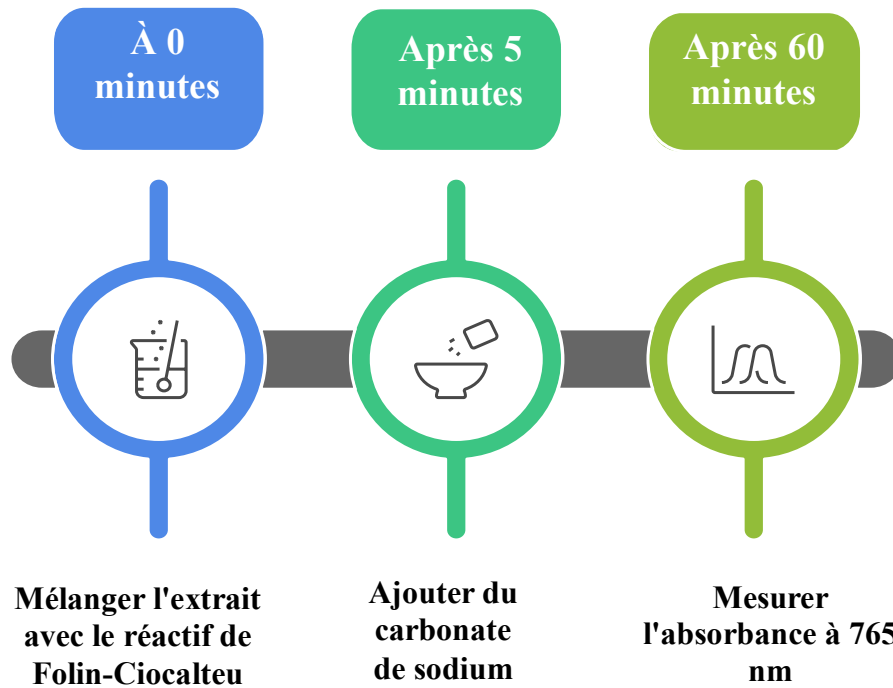 À 0
minutes
Après 5
minutes
Après 60
minutes
Mélanger l'extrait
avec le réactif de
Folin-Ciocalteu
Ajouter du
carbonate
de sodium
Mesurer
l'absorbance à 765
nm